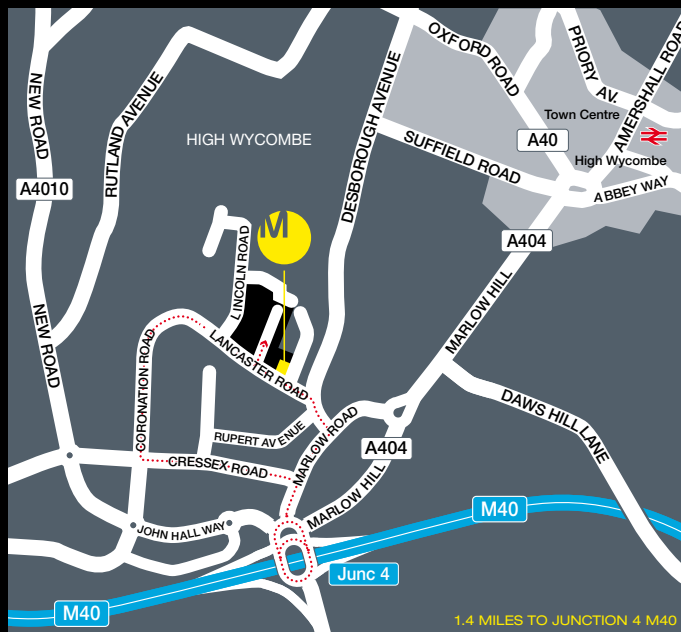 OXFORD ROAD
PRIORY AV.
AMERSHALL ROAD
NEW ROAD
RUTLAND AVENUE
DESBOROUGH AVENUE
Town Centre
HIGH WYCOMBE
SUFFIELD ROAD
A40
High Wycombe
A4010
ABBEY WAY
M
A404
LINCOLN ROAD
MARLOW HILL
NEW ROAD
CORONATION ROAD
LANCASTER ROAD
DAWS HILL LANE
RUPERT AVENUE
MARLOW ROAD
A404
CRESSEX ROAD
MARLOW HILL
M40
JOHN HALL WAY
Junc 4
M40
1.4 MILES TO JUNCTION 4 M40